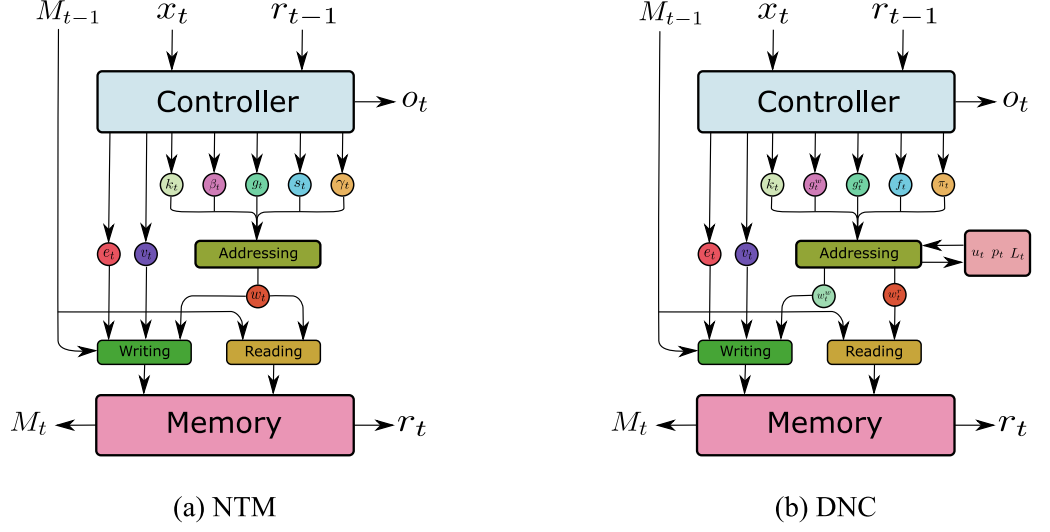 M_{t-1} x_t r_{t-1}
Controller o_t
k_t β_t g_t s_t γ_t
e_t v_t Addressing
w_t
Writing Reading
M_t Memory r_t
(a) NTM
M_{t-1} x_t r_{t-1}
Controller o_t
k_t g_t^w g_t^a f_t π_t
e_t v_t Addressing u_t p_t L_t
w_t^w w_t^r
Writing Reading
M_t Memory r_t
(b) DNC